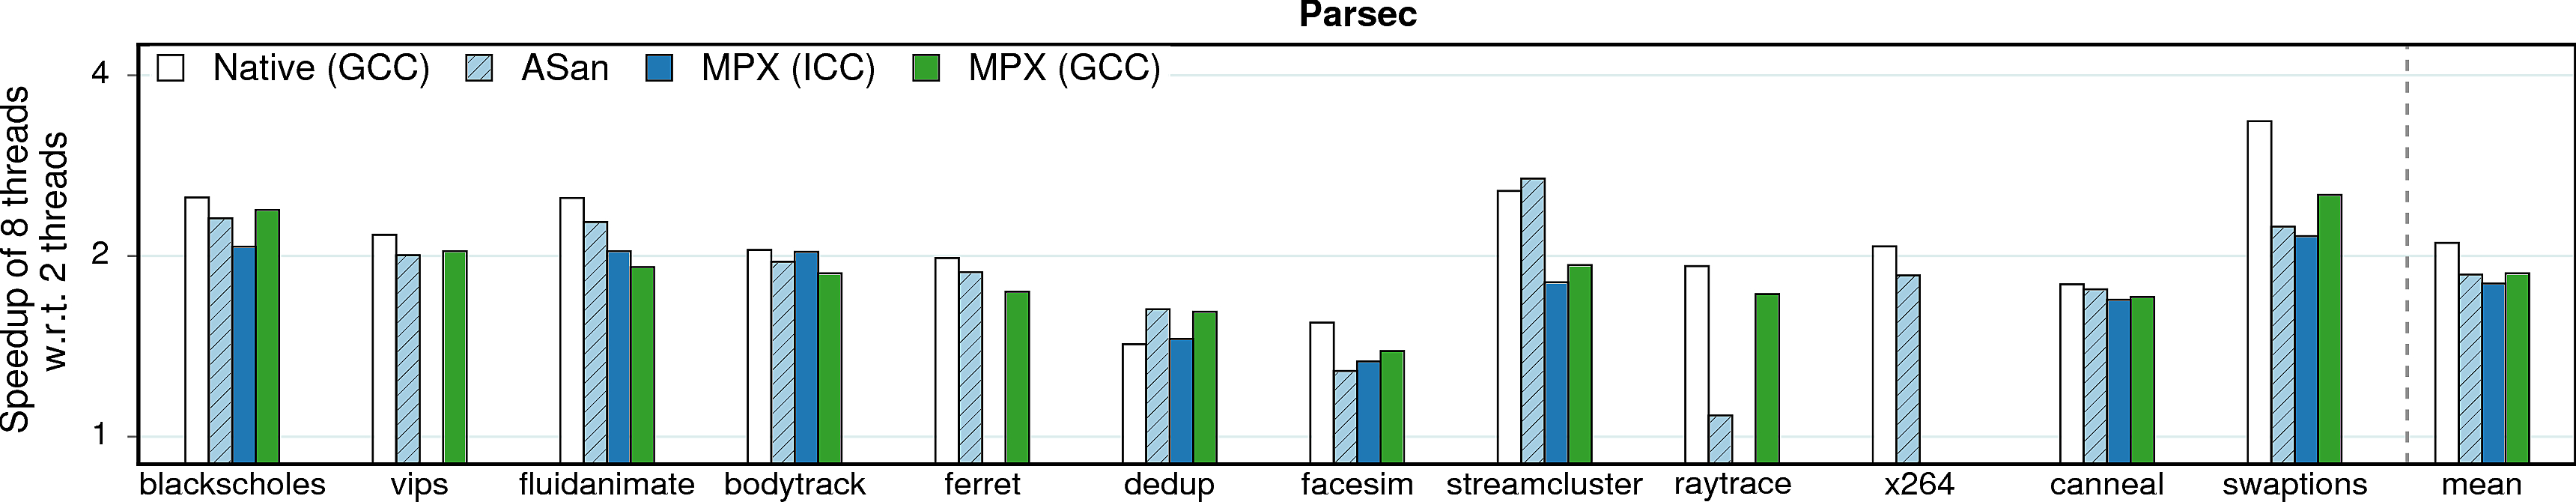 Parsec
Speedup of 8 threads
w.r.t. 2 threads
4
2
1
Native (GCC) ASan MPX (ICC) MPX (GCC)
blackscholes vips fluidanimate bodytrack ferret dedup facesim streamcluster raytrace x264 canneal swaptions mean